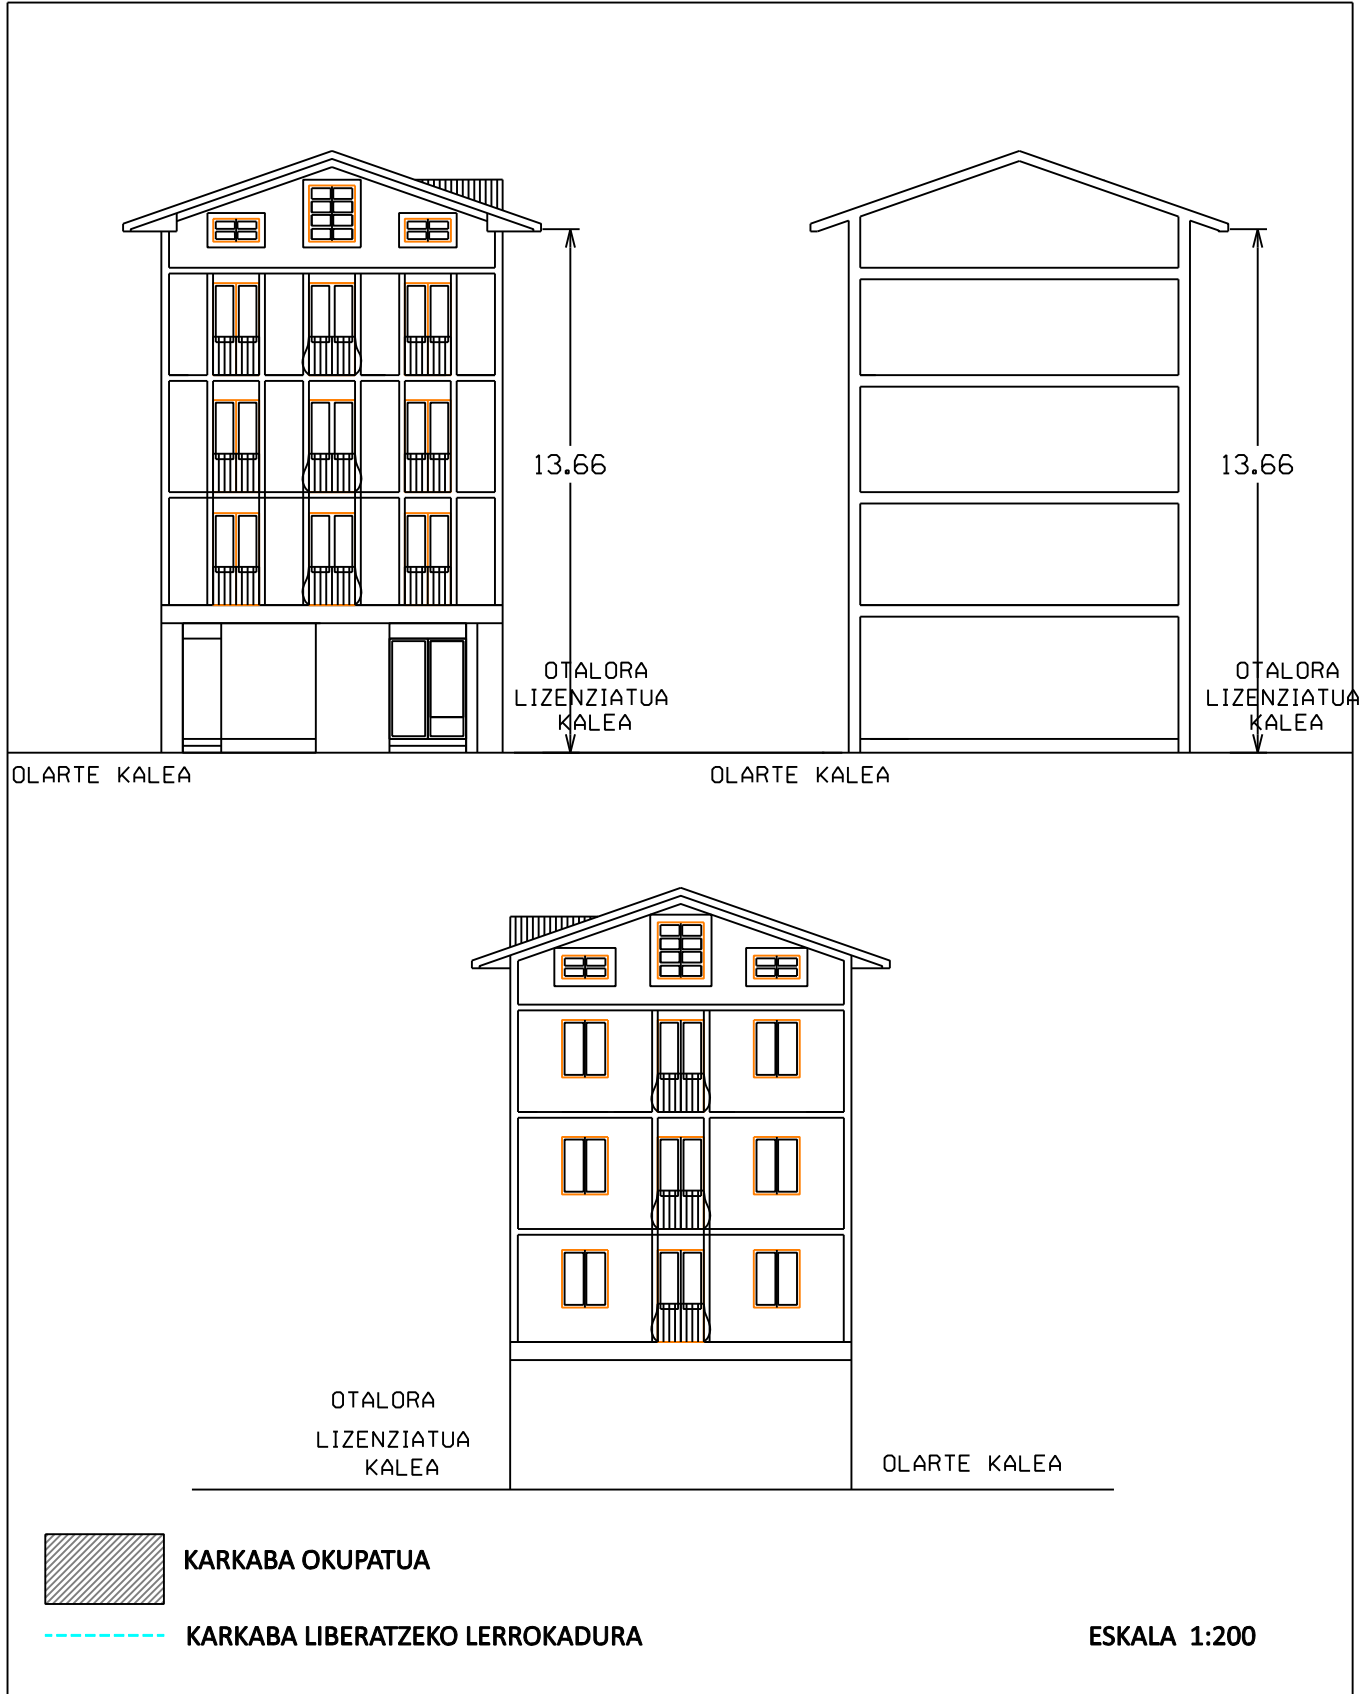 13.66
13.66
OTALORA
LIZENZIATUA
KALEA
OTALORA
LIZENZIATUA
KALEA
OLARTE KALEA
OLARTE KALEA
OTALORA
LIZENZIATUA
KALEA
OLARTE KALEA
KARKABA OKUPATUA
KARKABA LIBERATZEKO LERROKADURA
ESKALA 1:200